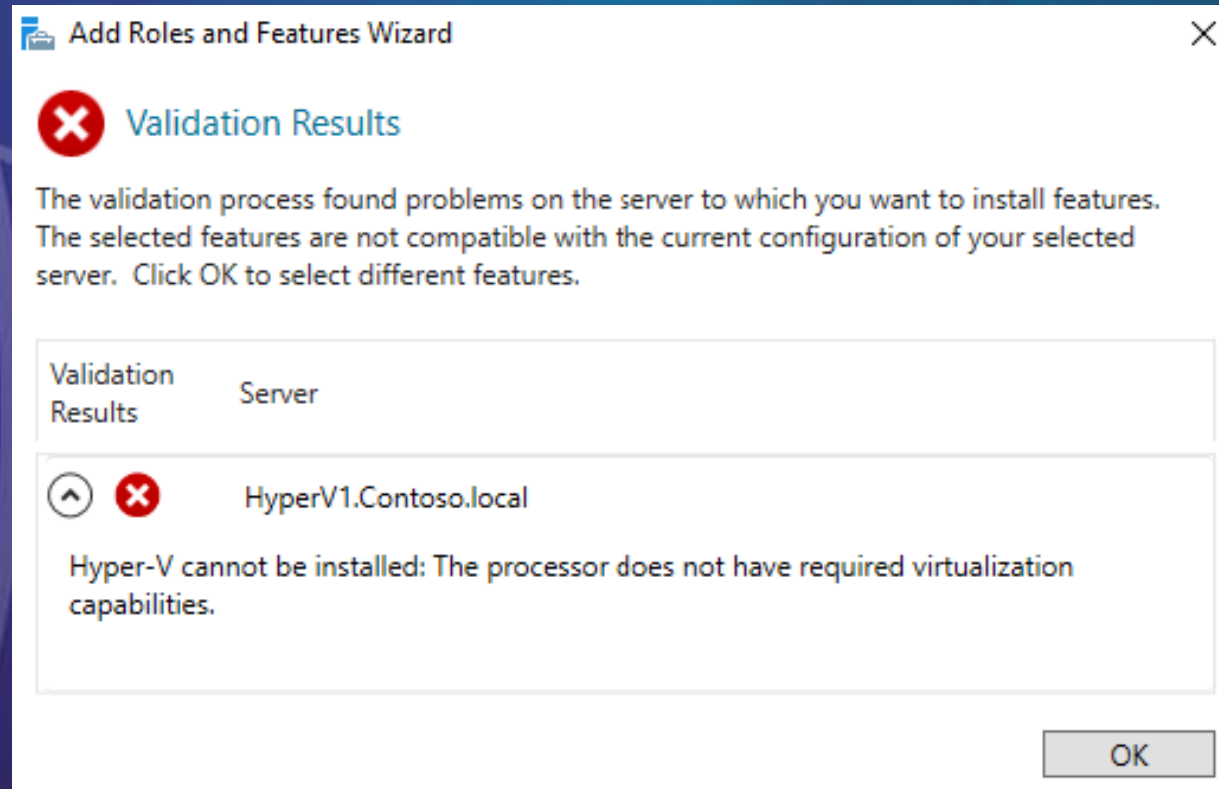 Add Roles and Features Wizard
Validation Results
The validation process found problems on the server to which you want to install features.
The selected features are not compatible with the current configuration of your selected
server.  Click OK to select different features.
Validation
Results
Server
HyperV1.Contoso.local
Hyper-V cannot be installed: The processor does not have required virtualization
capabilities.
OK